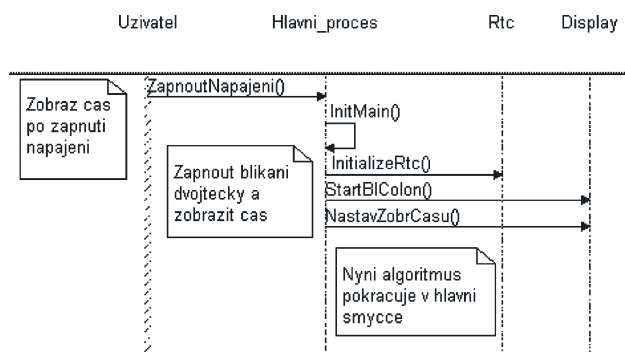 Uzivatel Hlavni_proces Rtc Display
ZapnoutNapajeni()
Zobraz cas
po zapnuti
napajeni
InitMain()
InitializeRtc()
Zapnout blikani
dvojtecky a
zobrazit cas
StartBlColon()
NastavZobrCasu()
Nyni algoritmus
pokracuje v hlavni
smycce